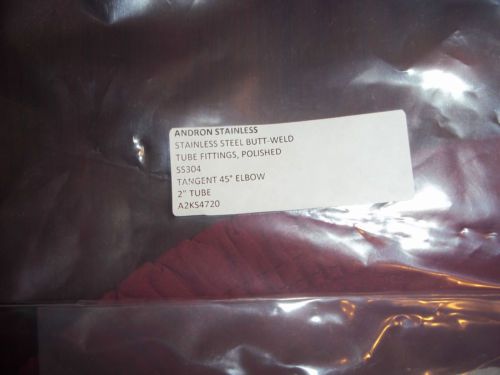 ANDRON STAINLESS
STAINLESS STEEL BUTT-WELD
TUBE FITTINGS, POLISHED
SS304
TANGENT 45° ELBOW
2" TUBE
A2KS4720